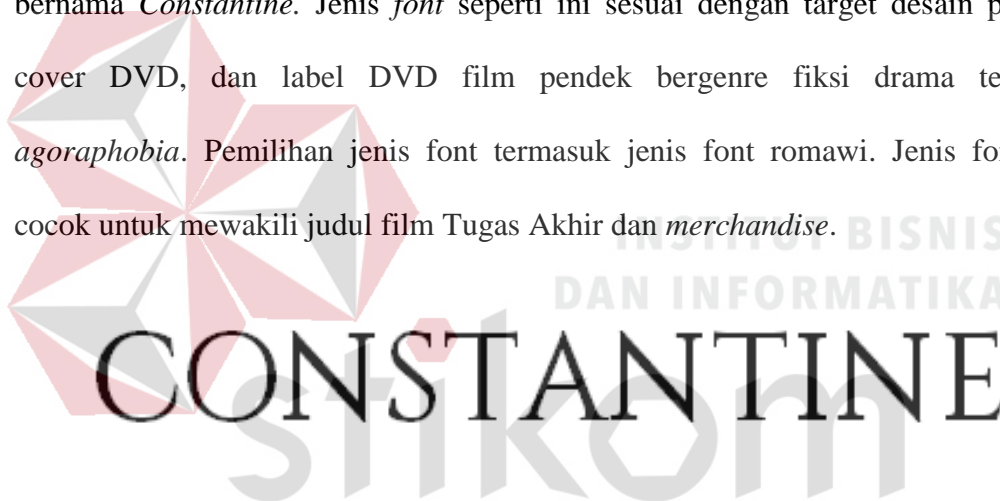 bernama Constantine. Jenis font seperti ini sesuai dengan target desain
cover DVD, dan label DVD film pendek bergenre fiksi drama
agoraphobia. Pemilihan jenis font termasuk jenis font romawi. Jenis
cocok untuk mewakili judul film Tugas Akhir dan merchandise.
INSTITUT BISNIS
DAN INFORMATIKA
CONSTANTINE
stikom